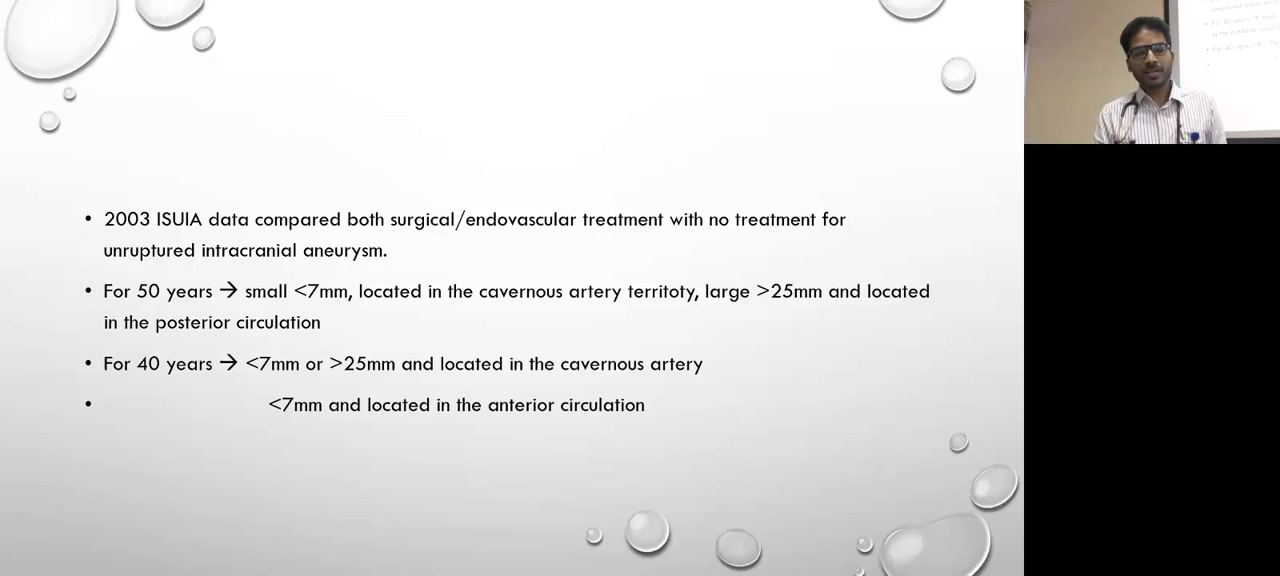 • 2003 ISUIA data compared both surgical/endovascular treatment with no treatment for
unruptured intracranial aneurysm.
• For 50 years → small <7mm, located in the cavernous artery territoty, large >25mm and located
in the posterior circulation
• For 40 years → <7mm or >25mm and located in the cavernous artery
• <7mm and located in the anterior circulation